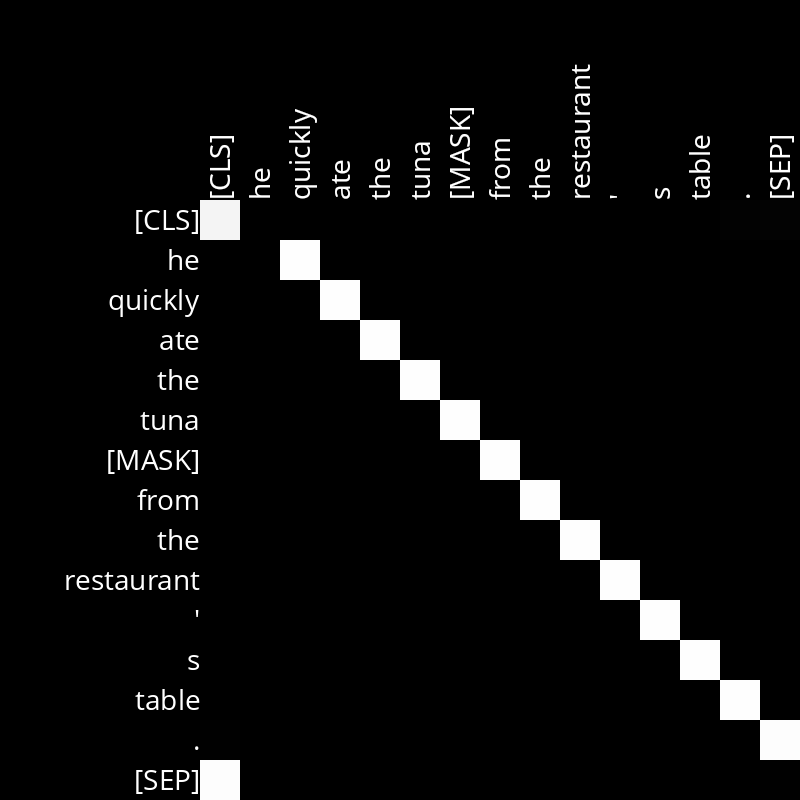 [CLS] he quickly ate the tuna [MASK] from the restaurant ' s table . [SEP]
[CLS]
he
quickly
ate
the
tuna
[MASK]
from
the
restaurant
'
s
table
.
[SEP]